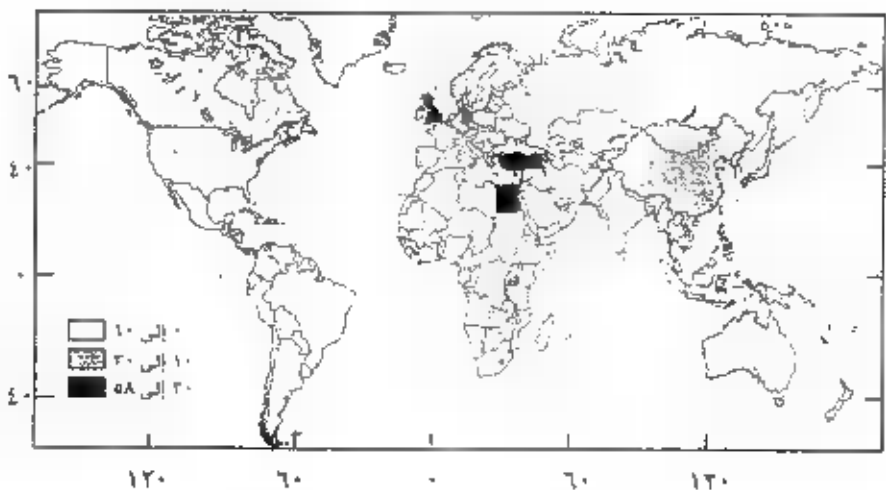 ٦٠
٤٠
٠
٠ إلى ١٠
١٠ إلى ٣٠
٣٠ إلى ٥٨
٤٠
١٢٠ ٦٠ ٠ ٦٠ ١٢٠